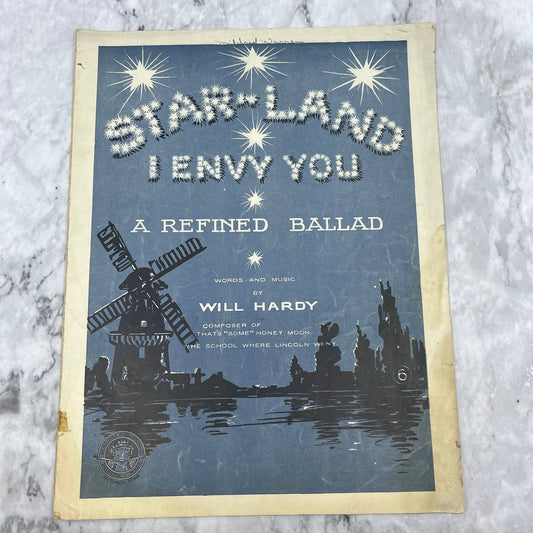 STAR-LAND
I ENVY YOU
A REFINED BALLAD
WORDS AND MUSIC
BY
WILL HARDY
COMPOSER OF
THAT'S "SOME" HONEY MOON.
THE SCHOOL WHERE LINCOLN WENT
6